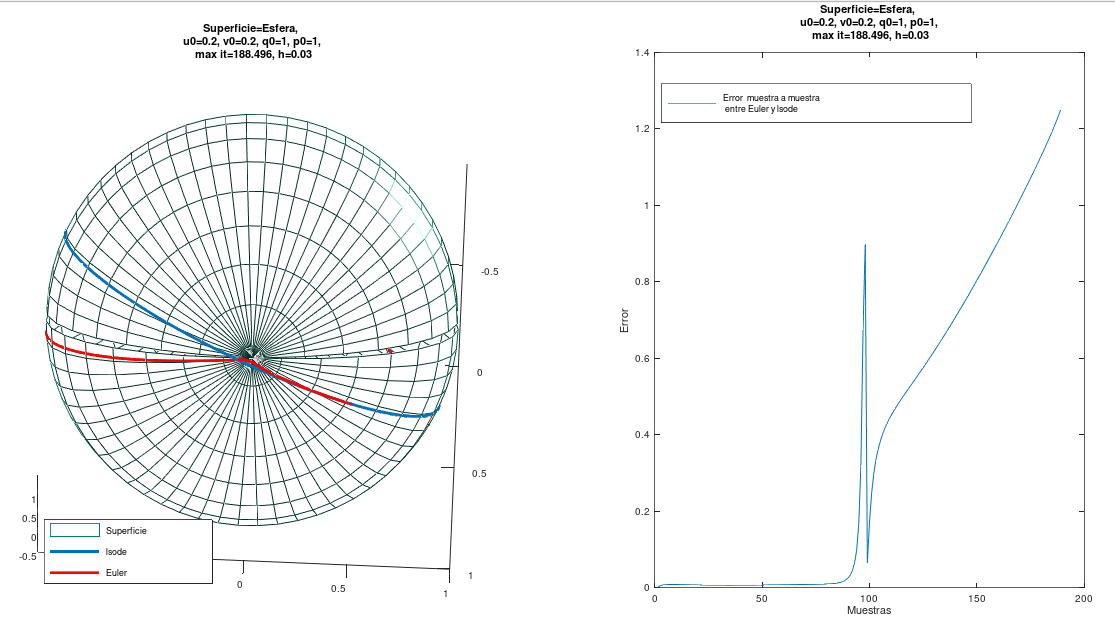 Superficie=Esfera,
u0=0.2, v0=0.2, q0=1, p0=1,
max it=188.496, h=0.03
-0.5
0
0.5
1
1
0.5
0
-0.5
0
0.5
1
Superficie
lsode
Euler
Superficie=Esfera,
u0=0.2, v0=0.2, q0=1, p0=1,
max it=188.496, h=0.03
Error muestra a muestra
entre Euler y lsode
1.4
1.2
1
0.8
0.6
0.4
0.2
0
Error
0
50
100
150
200
Muestras